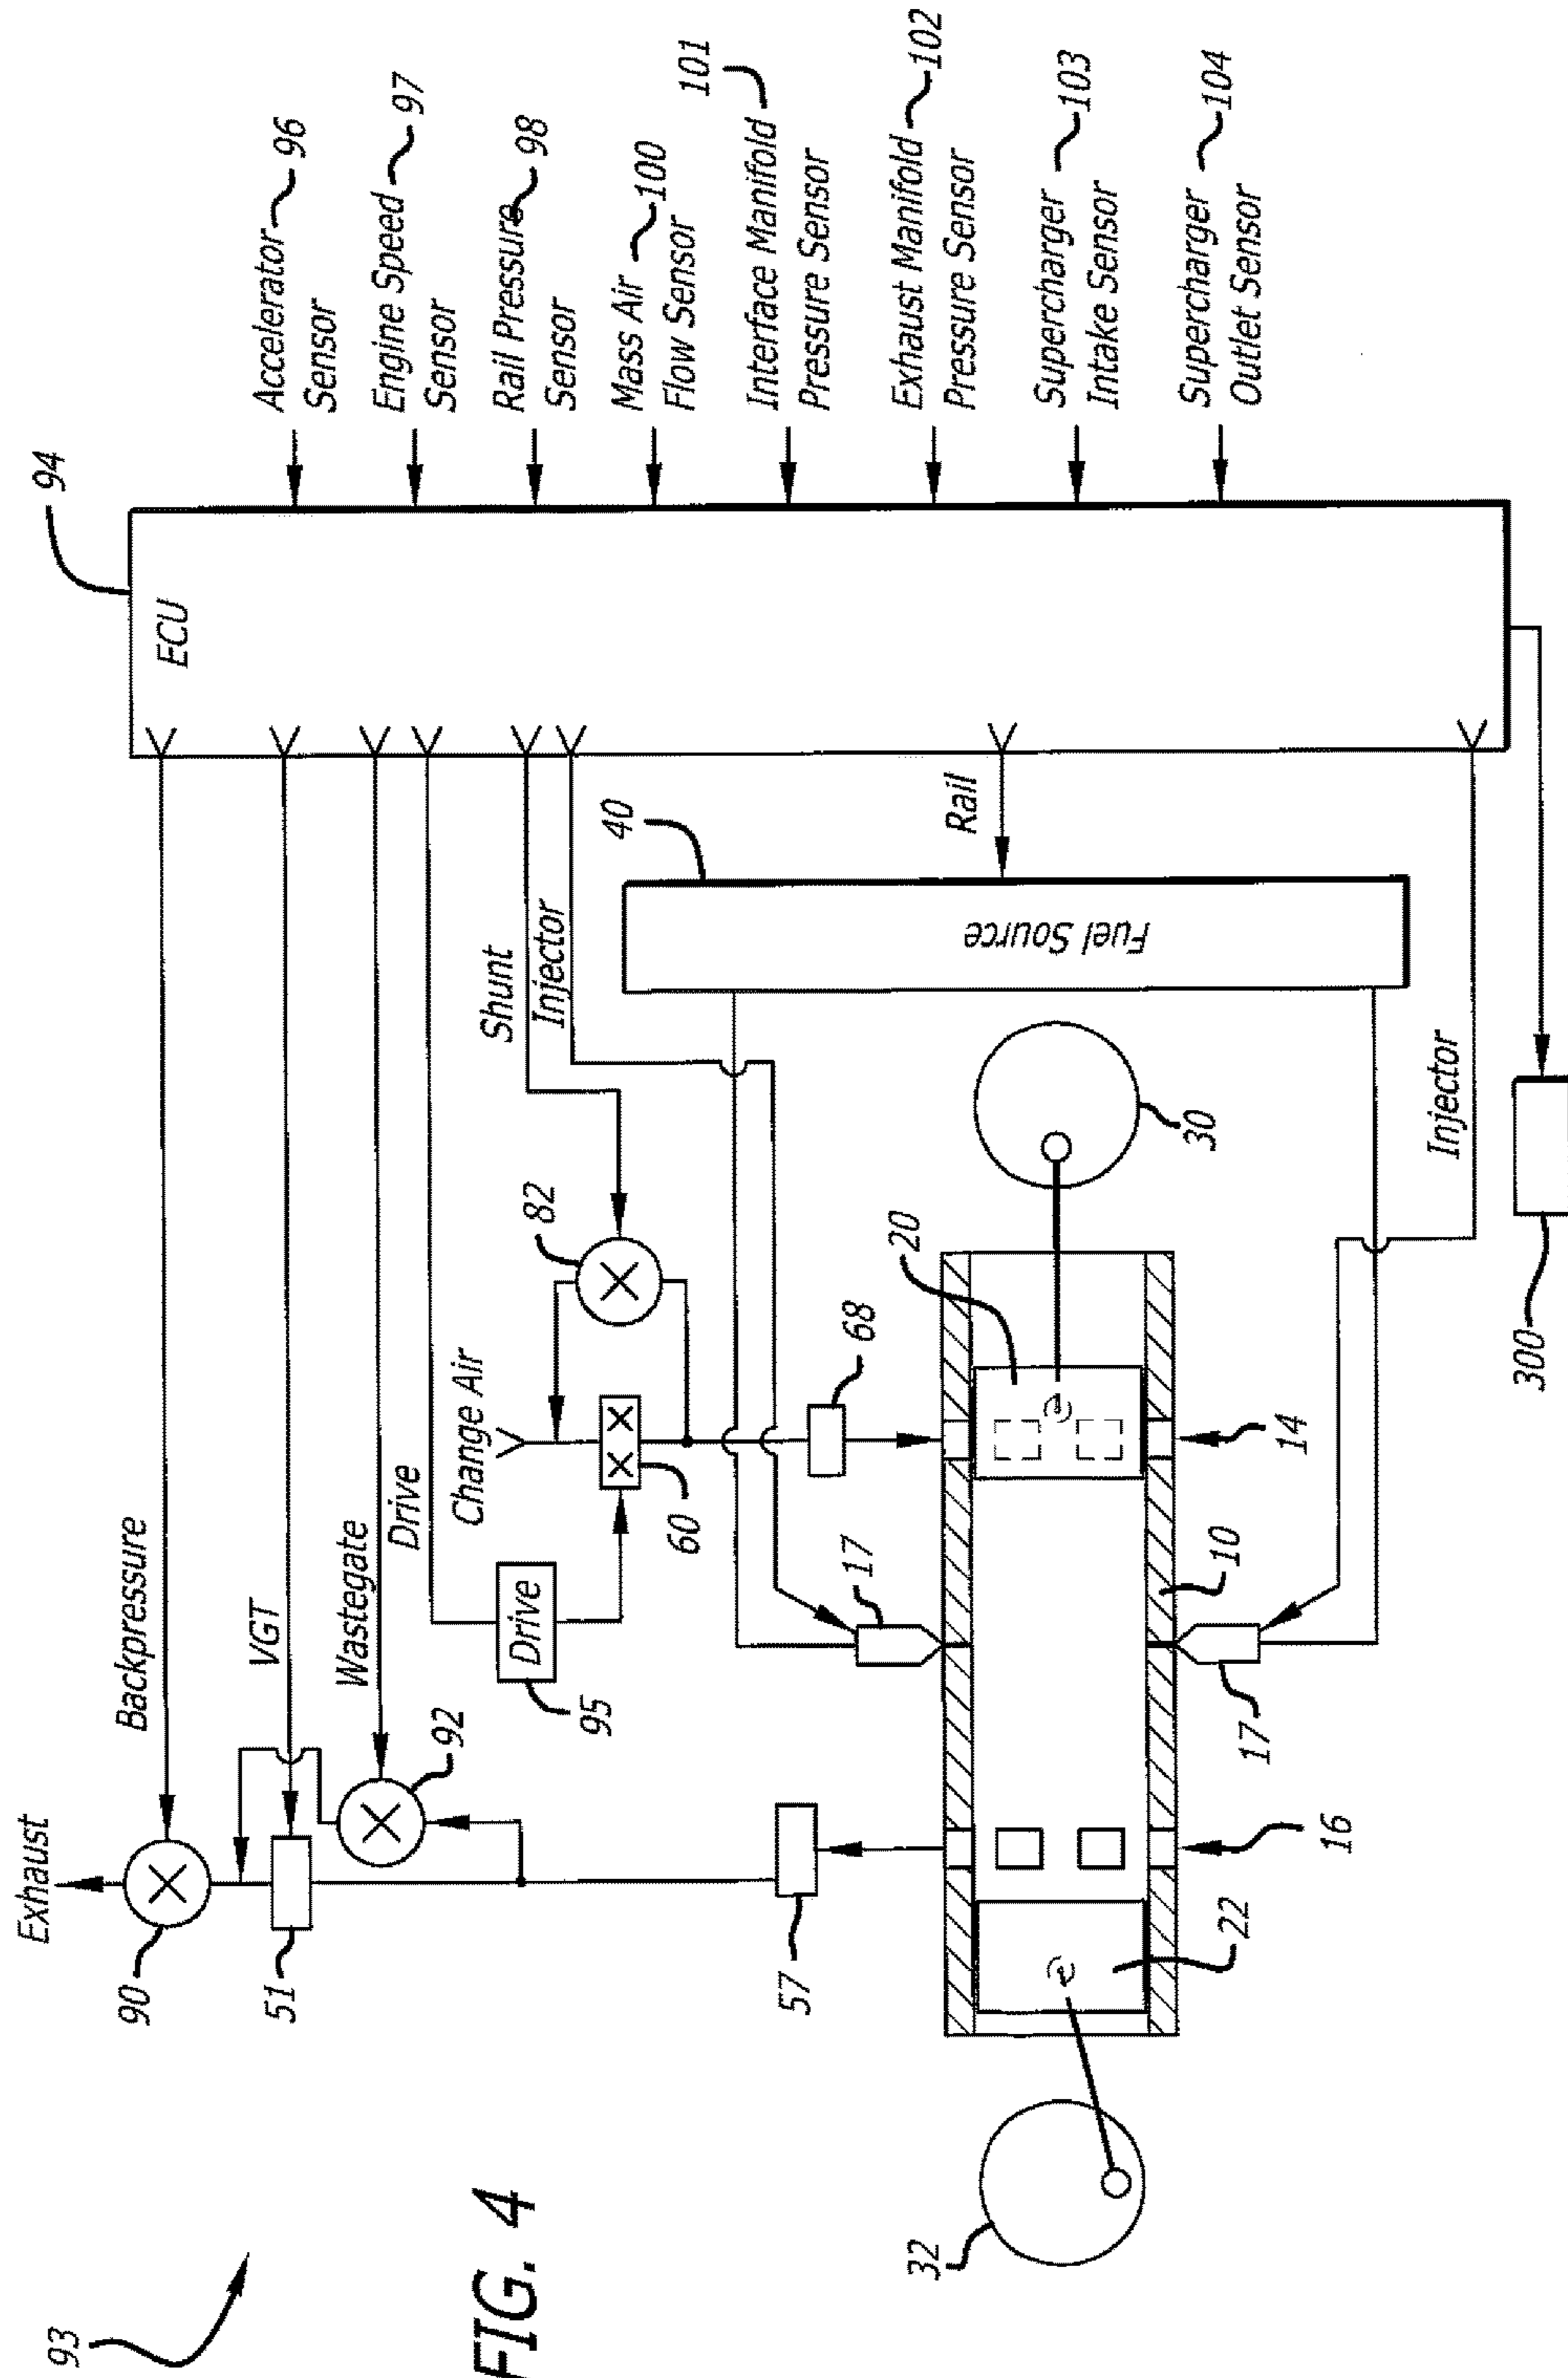 93
FIG. 4
Exhaust
90
51
Backpressure
VGT
Wastegate
92
Drive
Drive
95
Change Air
60
82
Shunt
Injector
68
57
17
17
40
Fuel Source
Rail
Injector
32
22
16
10
14
20
30
300
94
ECU
Accelerator
Sensor
96
Engine Speed
Sensor
97
Rail Pressure
Sensor
98
Mass Air
Flow Sensor
100
Interface Manifold
Pressure Sensor
101
Exhaust Manifold
Pressure Sensor
102
Supercharger
Intake Sensor
103
Supercharger
Outlet Sensor
104